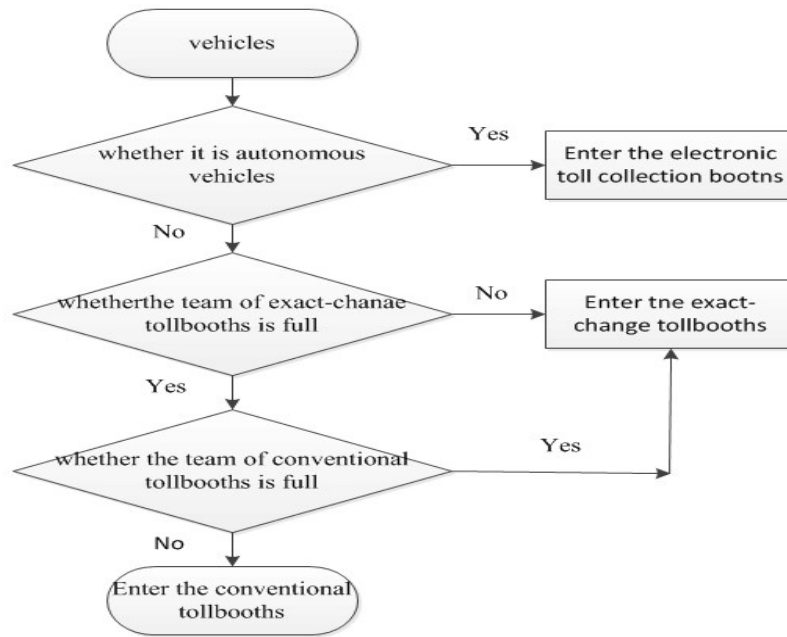 vehicles
whether it is autonomous
vehicles
Yes
Enter the electronic
toll collection bootns
No
whetherthe team of exact-chanae
tollbooths is full
No
Enter tne exact-
change tollbooths
Yes
whether the team of conventional
tollbooths is full
Yes
No
Enter the conventional
tollbooths